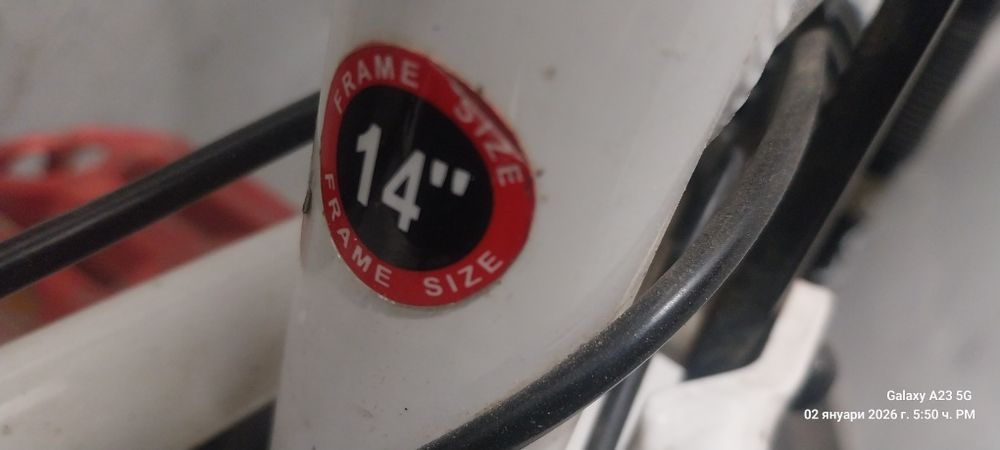 FRAME SIZE
14"
FRAME SIZE
Galaxy A23 5G
02 януари 2026 г. 5:50 ч. PM